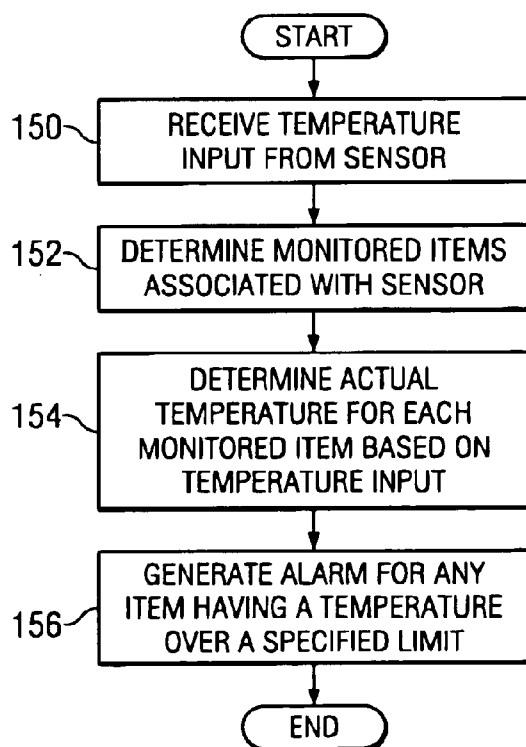 START
150
RECEIVE TEMPERATURE
INPUT FROM SENSOR
152
DETERMINE MONITORED ITEMS
ASSOCIATED WITH SENSOR
154
DETERMINE ACTUAL
TEMPERATURE FOR EACH
MONITORED ITEM BASED ON
TEMPERATURE INPUT
156
GENERATE ALARM FOR ANY
ITEM HAVING A TEMPERATURE
OVER A SPECIFIED LIMIT
END